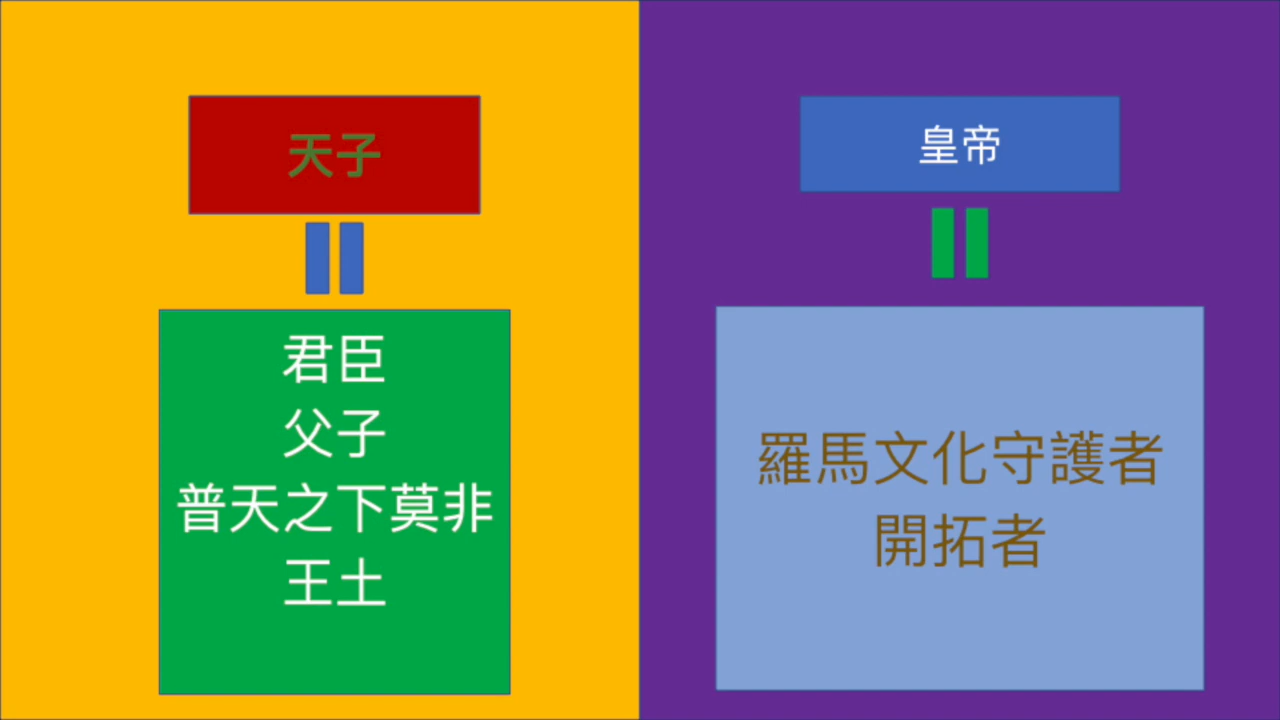 天子
君臣
父子
普天之下莫非
王土
皇帝
羅馬文化守護者
開拓者